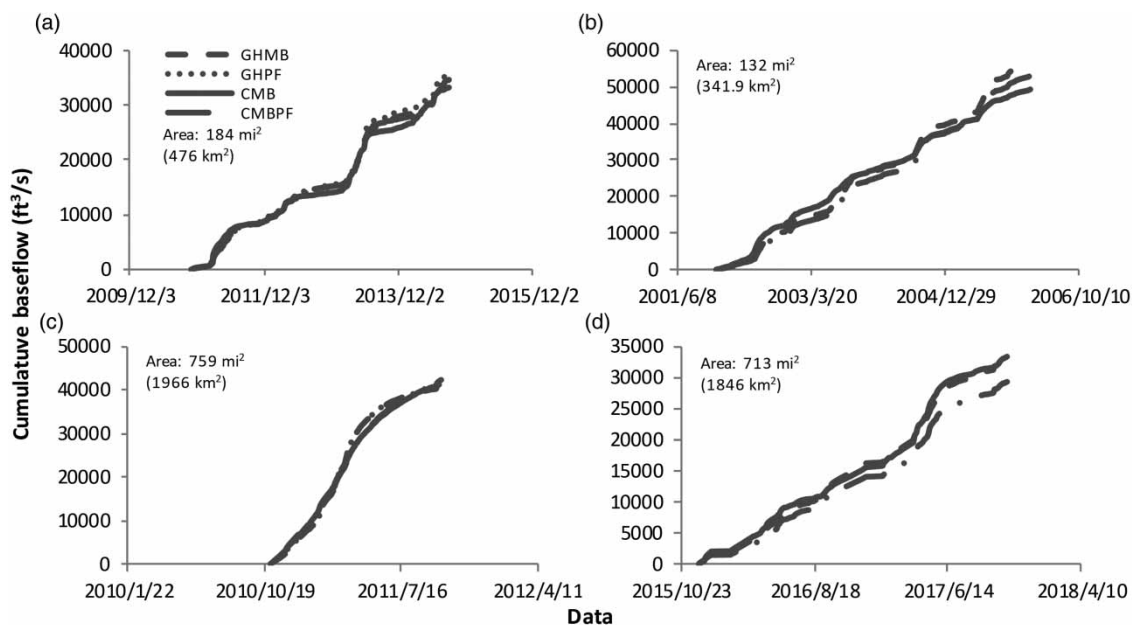 (a)
40000
30000
20000
10000
0
GHMB
GHPF
CMB
CMBPF
Area: 184 mi²
(476 km²)
2009/12/3 2011/12/3 2013/12/2 2015/12/2
(b)
60000
50000
40000
30000
20000
10000
0
Area: 132 mi²
(341.9 km²)
2001/6/8 2003/3/20 2004/12/29 2006/10/10
Cumulative baseflow (ft³/s)
(c)
50000
40000
30000
20000
10000
0
Area: 759 mi²
(1966 km²)
2010/1/22 2010/10/19 2011/7/16 2012/4/11
(d)
35000
30000
25000
20000
15000
10000
5000
0
Area: 713 mi²
(1846 km²)
2015/10/23 2016/8/18 2017/6/14 2018/4/10
Data